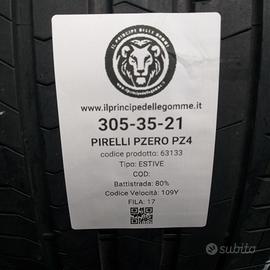 IL PRINCIPE DELLE GOMME
www.ilprincipedellegomme.it
305-35-21
PIRELLI PZERO PZ4
codice prodotto: 63133
Tipo: ESTIVE
COD:
Battistrada: 80%
Codice Velocità: 109Y
FILA: 17
subito